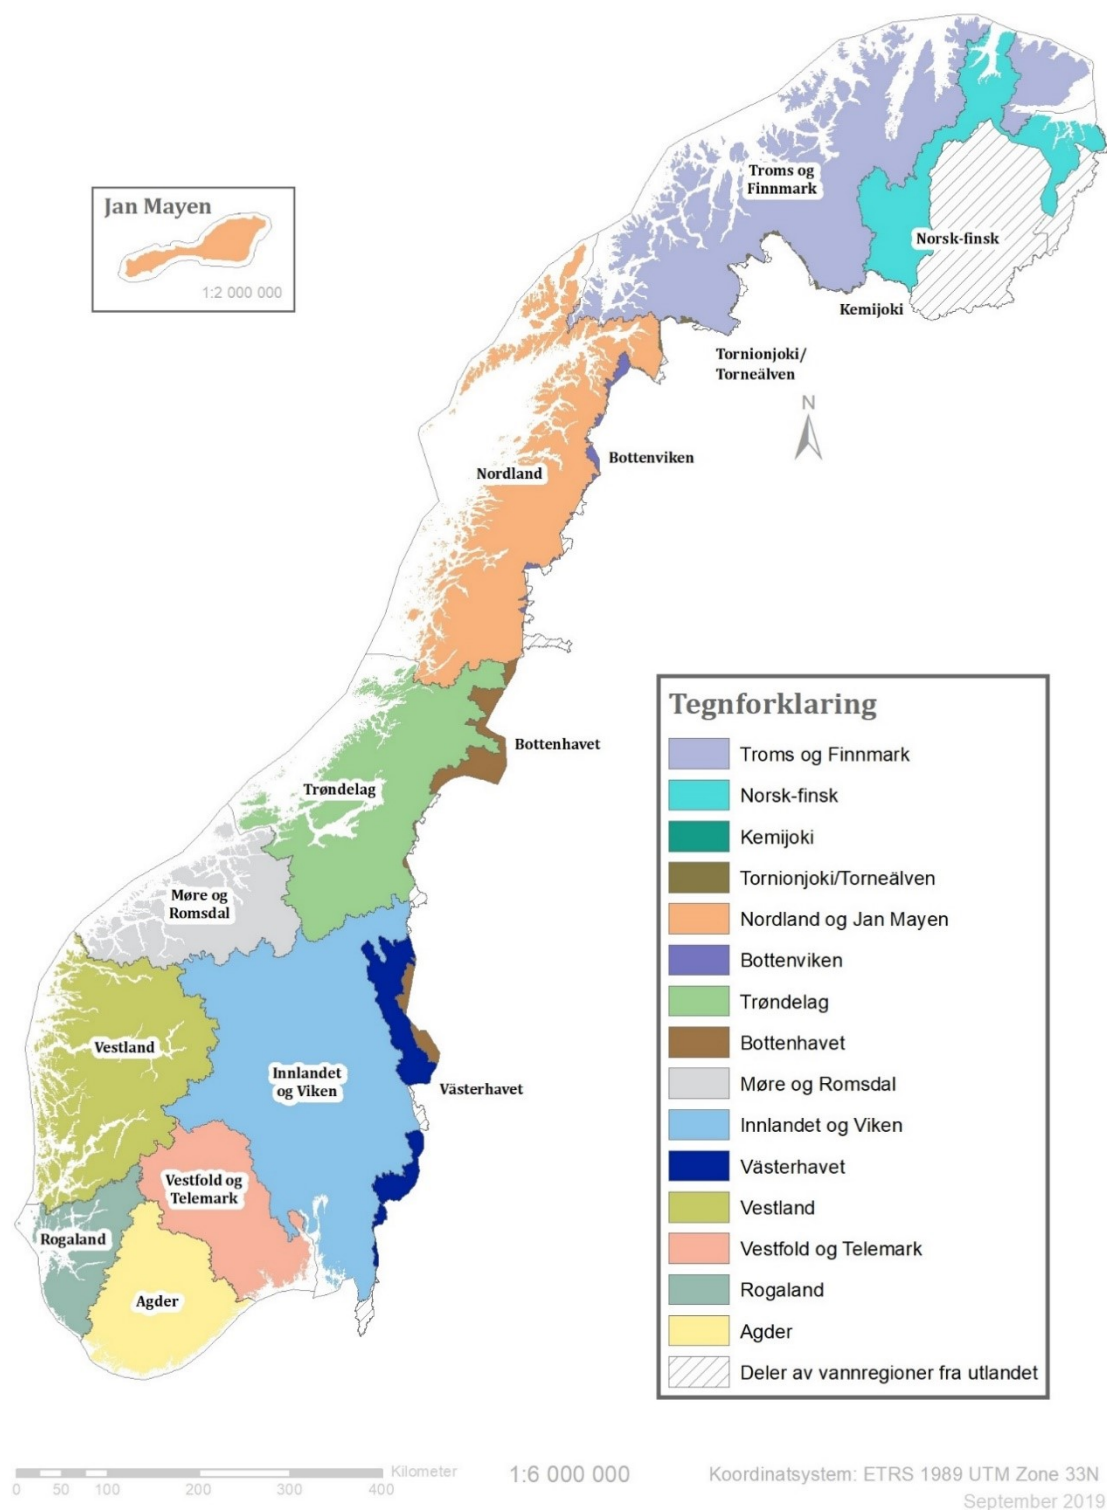 Jan Mayen
1:2 000 000
Troms og
Finnmark
Norsk-finsk
Kemijoki
Tornionjoki/
Torneälven
N
Bottenviken
Nordland
Bottenhavet
Trøndelag
Møre og
Romsdal
Vestland
Innlandet
og Viken
Västerhavet
Vestfold og
Telemark
Rogaland
Agder
Tegnforklaring
Troms og Finnmark
Norsk-finsk
Kemijoki
Tornionjoki/Torneälven
Nordland og Jan Mayen
Bottenviken
Trøndelag
Bottenhavet
Møre og Romsdal
Innlandet og Viken
Västerhavet
Vestland
Vestfold og Telemark
Rogaland
Agder
Deler av vannregioner fra utlandet
Kilometer
0 50 100 200 300 400
1:6 000 000
Koordinatsystem: ETRS 1989 UTM Zone 33N
September 2019